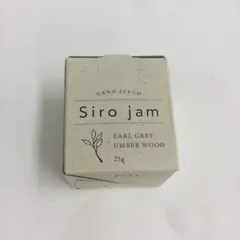 HAND SERUM
Siro jam
EARL GREY
UMBER WOOD
25g